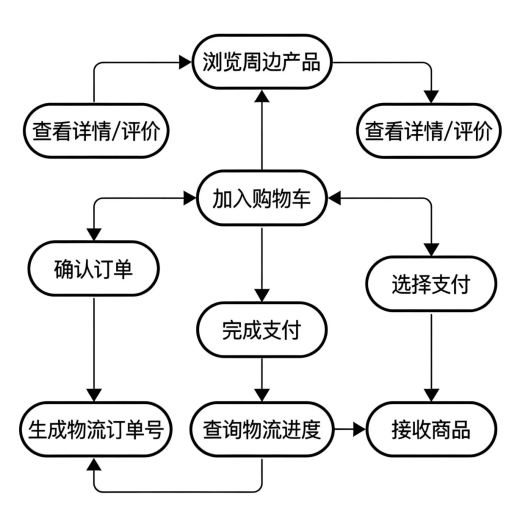 浏览周边产品
查看详情/评价
查看详情/评价
加入购物车
确认订单
选择支付
完成支付
生成物流订单号
查询物流进度
接收商品